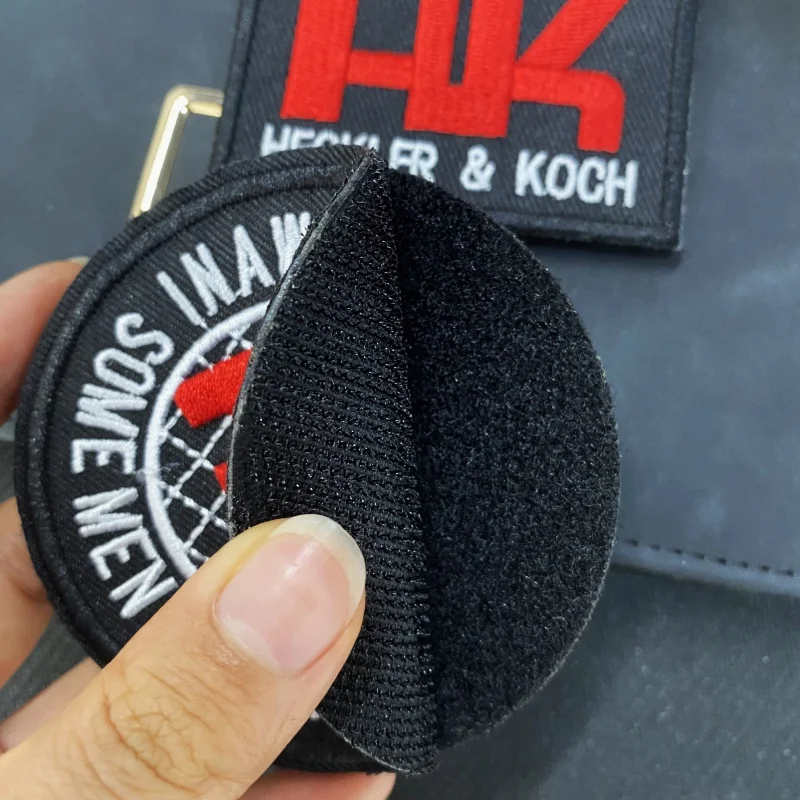 HK
HECKLER & KOCH
SOME MEN
INAW